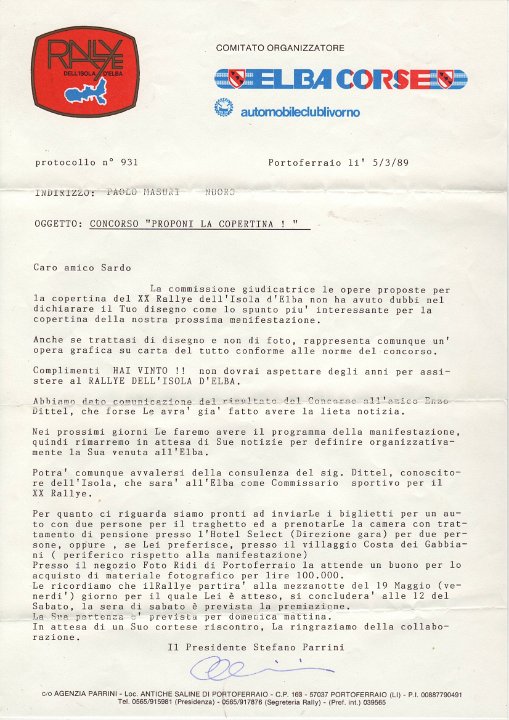 RALLYE
DELL'ISOLA D'ELBA
COMITATO ORGANIZZATORE
ELBA CORSE
automobileclublivorno
protocollo n° 931 Portoferraio li' 5/3/89
INDIRIZZO: PAOLO MASURI NUORO
OGGETTO: CONCORSO "PROPONI LA COPERTINA ! "
Caro amico Sardo
La commissione giudicatrice le opere proposte per
la copertina del XX Rallye dell'Isola d'Elba non ha avuto dubbi nel
dichiarare il Tuo disegno come lo spunto piu' interessante per la
copertina della nostra prossima manifestazione.
Anche se trattasi di disegno e non di foto, rappresenta comunque un'
opera grafica su carta del tutto conforme alle norme del concorso.
Complimenti HAI VINTO !! non dovrai aspettare degli anni per assi-
stere al RALLYE DELL'ISOLA D'ELBA.
Abbiamo dato comunicazione del risultato del Concorso all'amico Enzo
Dittel, che forse Le avra' gia' fatto avere la lieta notizia.
Nei prossimi giorni Le faremo avere il programma della manifestazione,
quindi rimarremo in attesa di Sue notizie per definire organizzativa-
mente la Sua venuta all'Elba.
Potra' comunque avvalersi della consulenza del sig. Dittel, conoscito-
re dell'Isola, che sara' all'Elba come Commissario sportivo per il
XX Rallye.
Per quanto ci riguarda siamo pronti ad inviarLe i biglietti per un au-
to con due persone per il traghetto ed a prenotarLe la camera con trat-
tamento di pensione presso l'Hotel Select (Direzione gara) per due per-
sone, oppure , se Lei preferisce, presso il villaggio Costa dei Gabbia-
ni ( periferico rispetto alla manifestazione)
Presso il negozio Foto Ridi di Portoferraio la attende un buono per lo
acquisto di materiale fotografico per lire 100.000.
Le ricordiamo che ilRallye partira' alla mezzanotte del 19 Maggio (ve-
nerdi') giorno per il quale Lei è atteso, si concludera' alle 12 del
Sabato, la sera di sabato è prevista la premiazione.
La Sua partenza e' prevista per domenica mattina.
In attesa di un Suo cortese riscontro, La ringraziamo della collabo-
razione.
Il Presidente Stefano Parrini
c/o AGENZIA PARRINI - Loc. ANTICHE SALINE DI PORTOFERRAIO - C.P. 163 - 57037 PORTOFERRAIO (LI) - P.I. 00887790491
Tel. 0565/915981 (Presidenza) - 0565/917876 (Segreteria Rally) - (Pref. int.) 039565